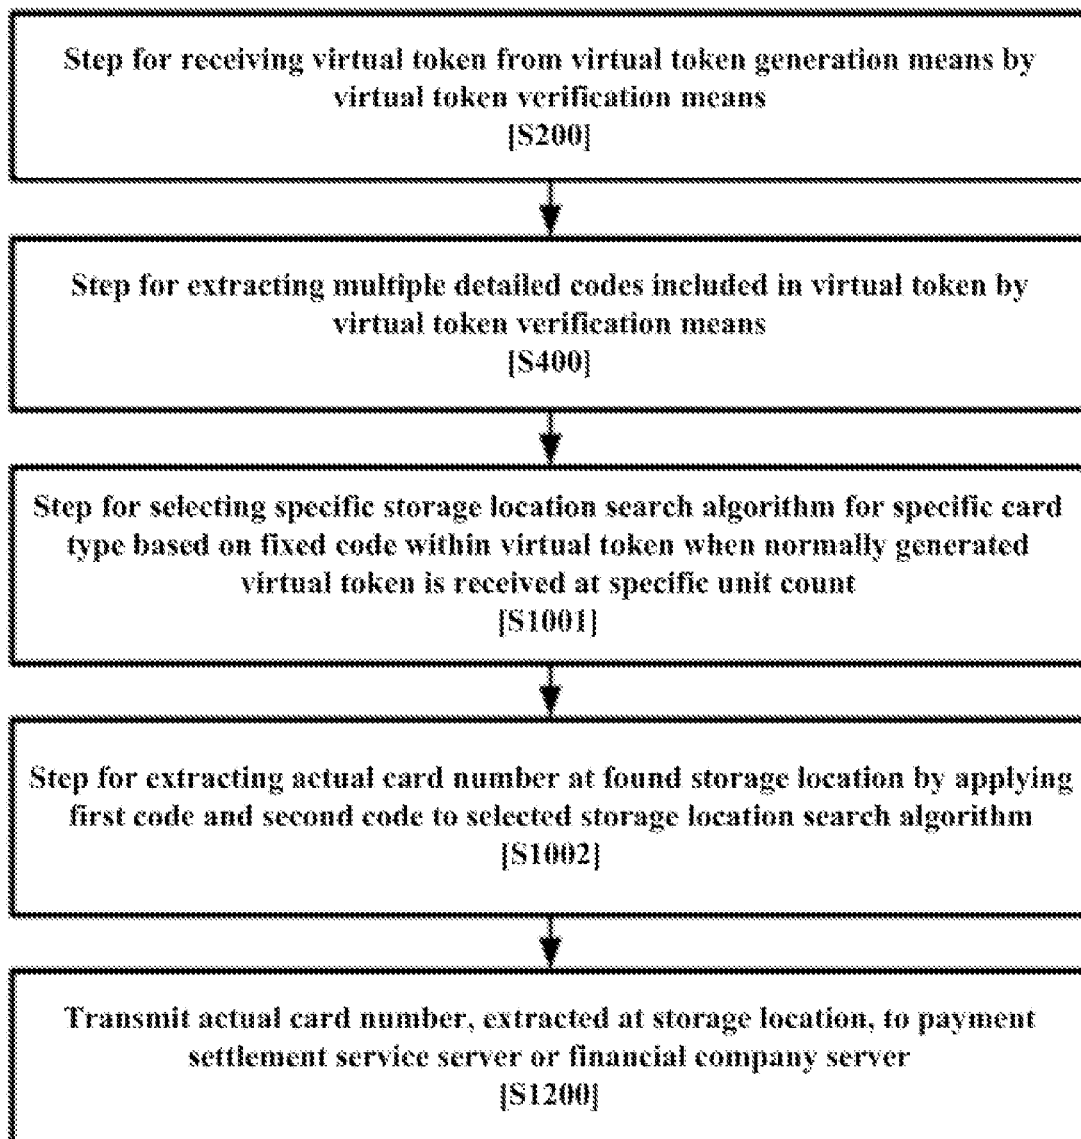 Step for receiving virtual token from virtual token generation means by
virtual token verification means
[S200]
Step for extracting multiple detailed codes included in virtual token by
virtual token verification means
[S400]
Step for selecting specific storage location search algorithm for specific card
type based on fixed code within virtual token when normally generated
virtual token is received at specific unit count
[S1001]
Step for extracting actual card number at found storage location by applying
first code and second code to selected storage location search algorithm
[S1002]
Transmit actual card number, extracted at storage location, to payment
settlement service server or financial company server
[S1200]